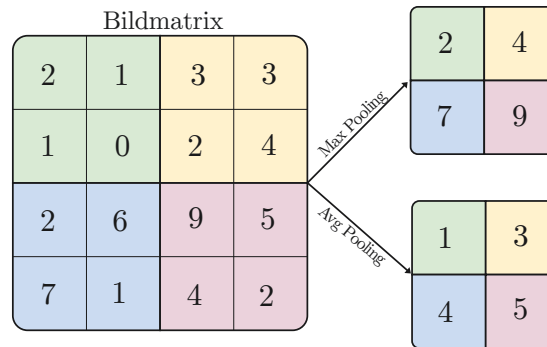 Bildmatrix
2 1 3 3
1 0 2 4
2 6 9 5
7 1 4 2
Max Pooling
2 4
7 9
Avg Pooling
1 3
4 5